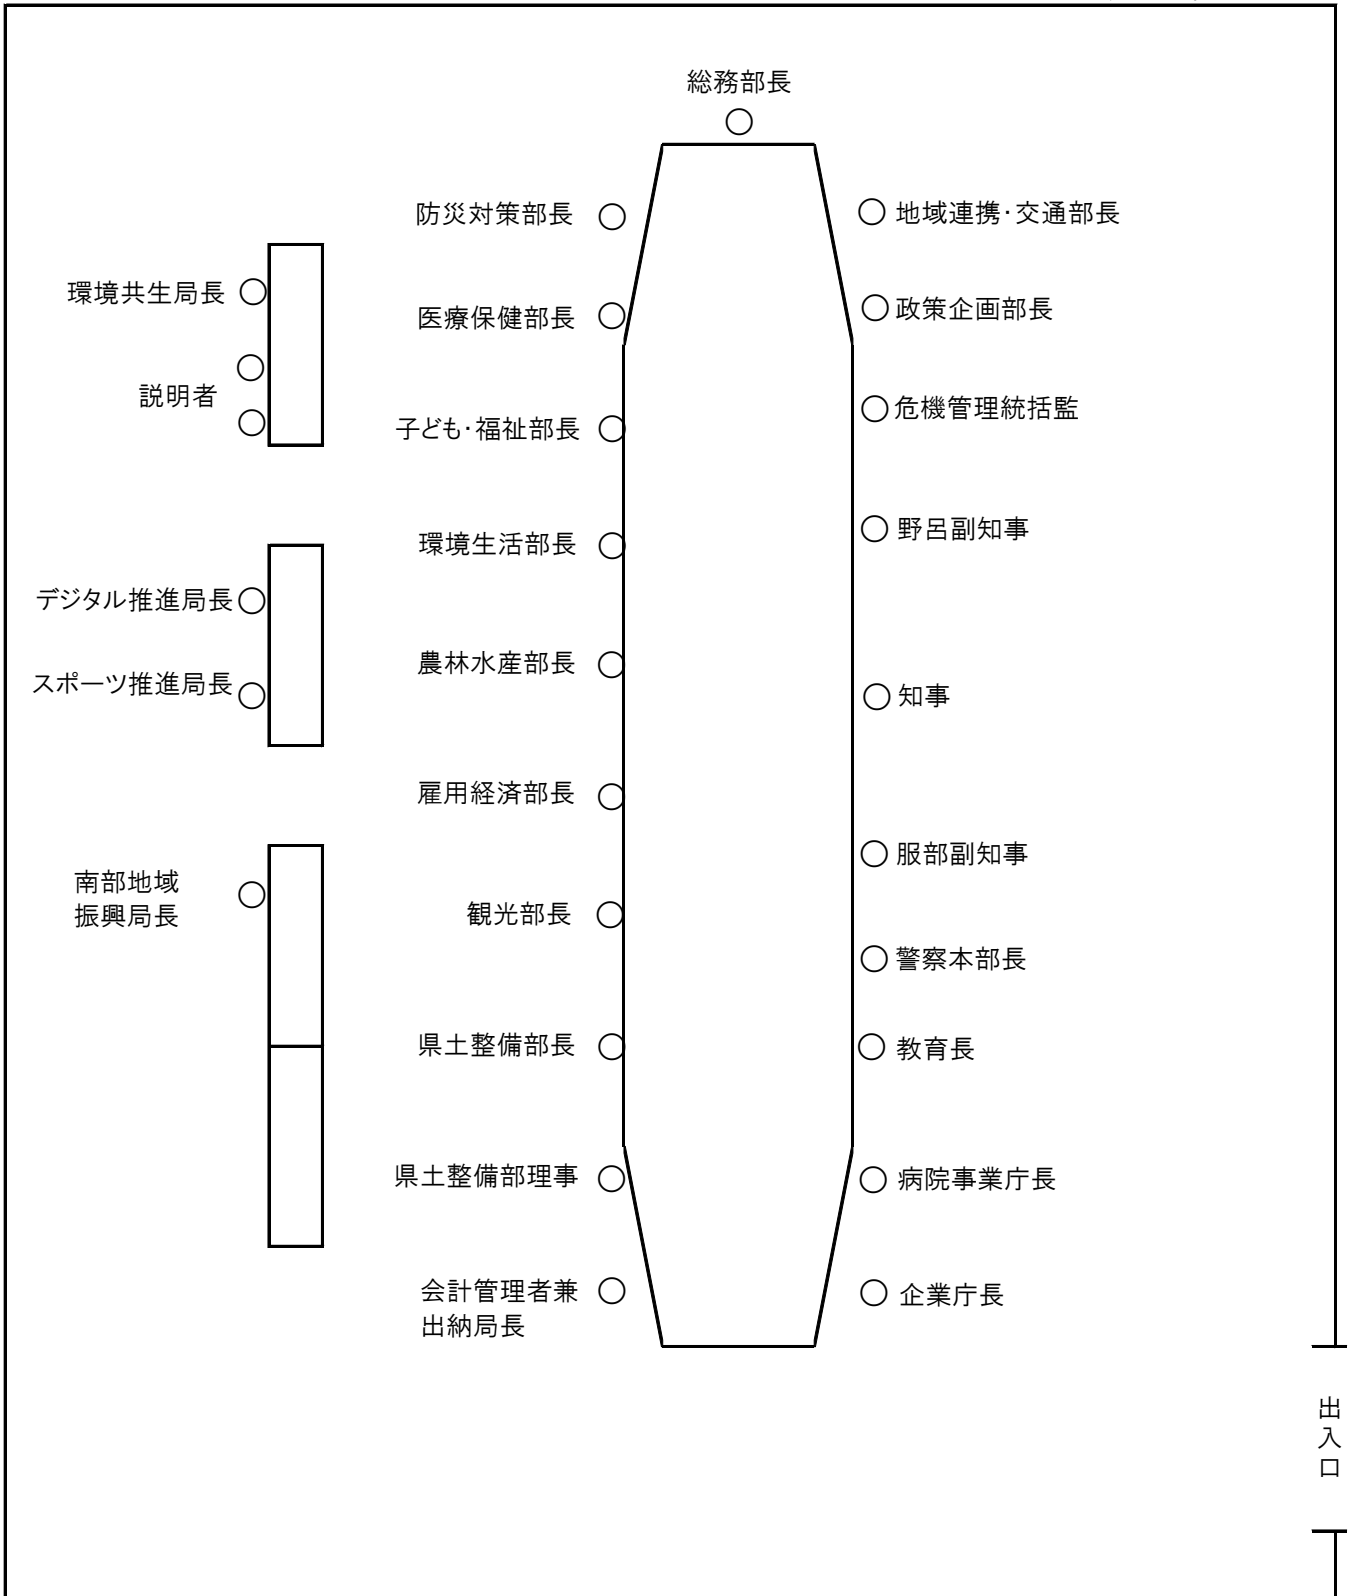 総務部長
防災対策部長
地域連携・交通部長
環境共生局長
医療保健部長
政策企画部長
説明者
子ども・福祉部長
危機管理統括監
環境生活部長
野呂副知事
デジタル推進局長
スポーツ推進局長
農林水産部長
知事
雇用経済部長
服部副知事
南部地域
振興局長
観光部長
警察本部長
県土整備部長
教育長
県土整備部理事
病院事業庁長
会計管理者兼
出納局長
企業庁長
出入口